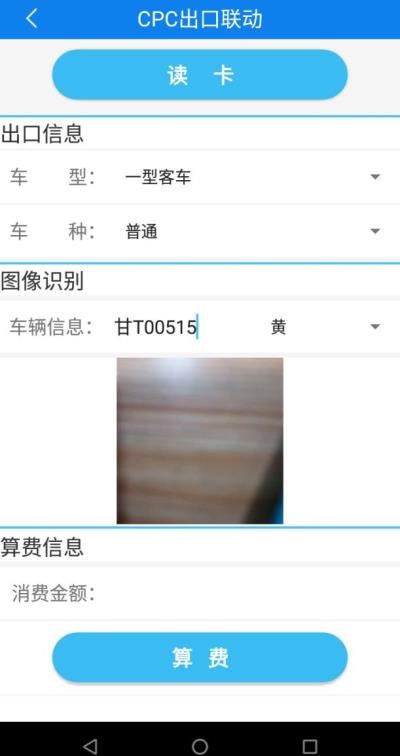 CPC出口联动
读 卡
出口信息
车 型： 一型客车
车 种： 普通
图像识别
车辆信息： 甘T00515 黄
算费信息
消费金额：
算 费